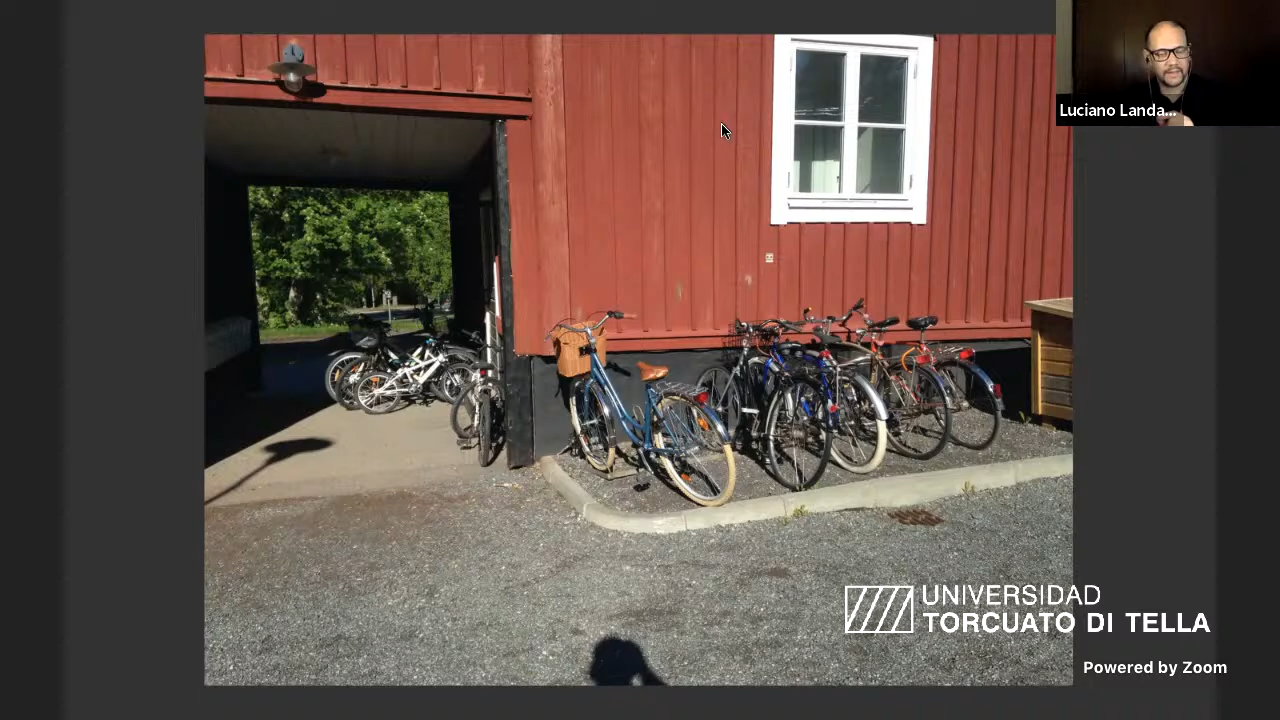 Luciano Landa...
UNIVERSIDAD
TORCUATO DI TELLA
Powered by Zoom